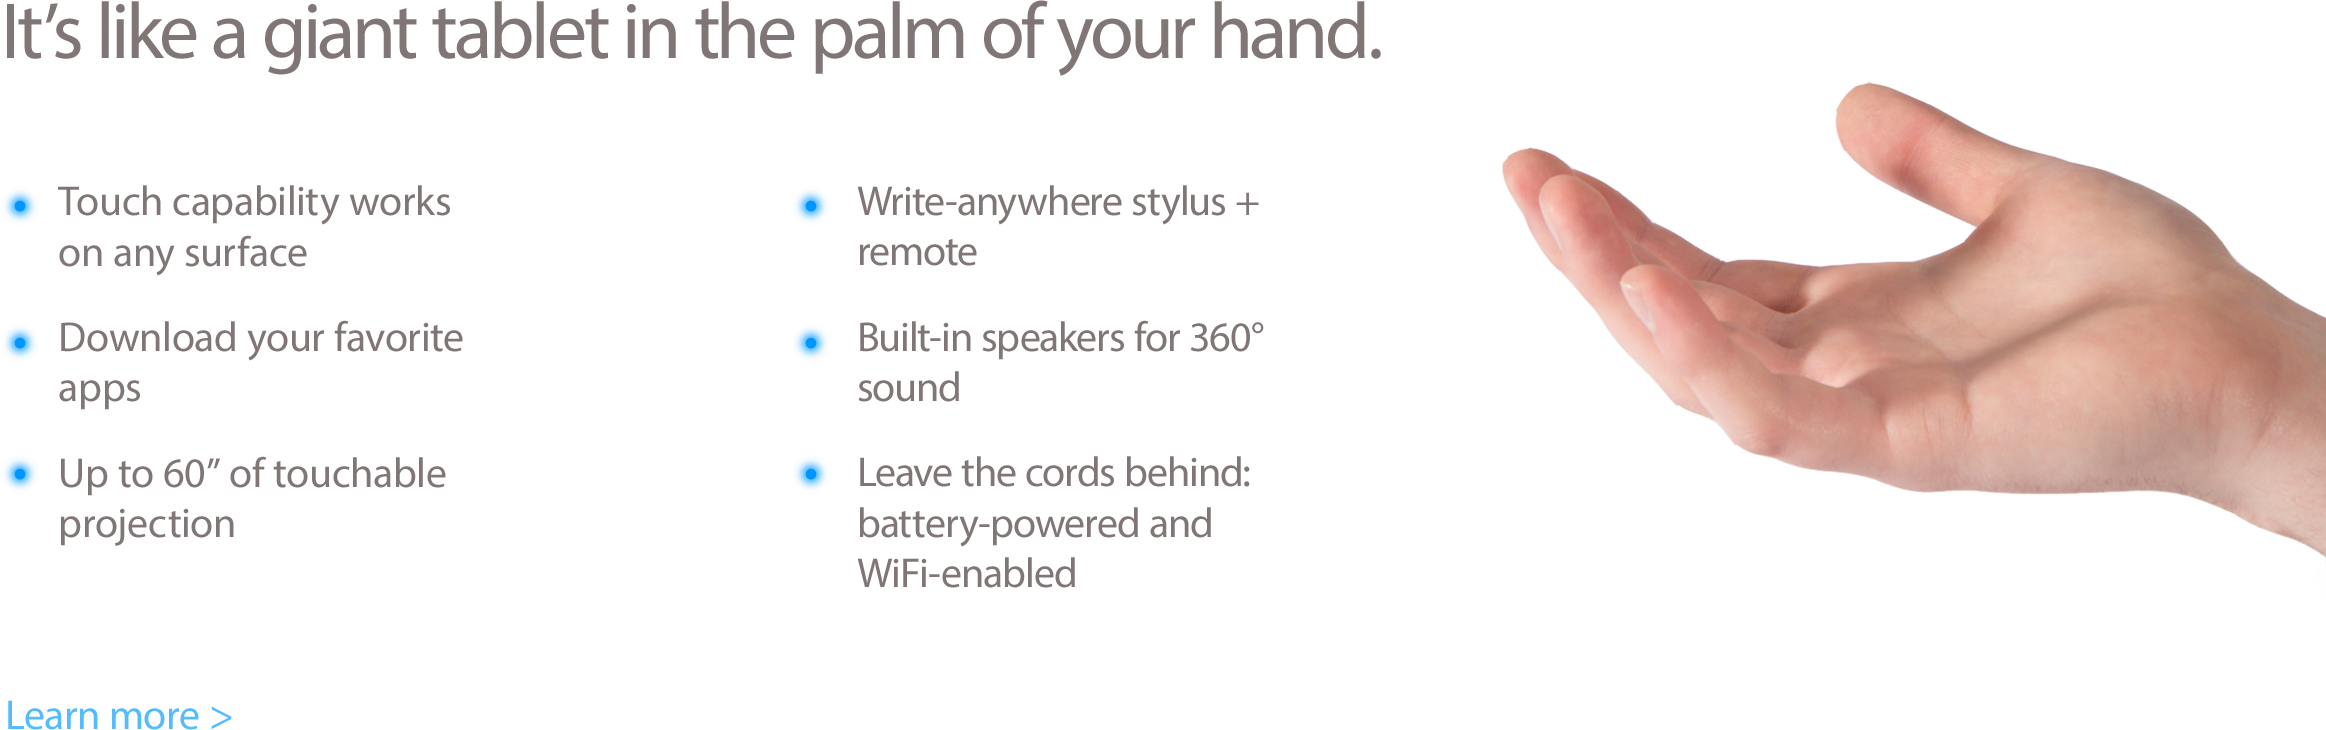 It’s like a giant tablet in the palm of your hand.
Touch capability works
on any surface
Download your favorite
apps
Up to 60” of touchable
projection
Write-anywhere stylus +
remote
Built-in speakers for 360°
sound
Leave the cords behind:
battery-powered and
WiFi-enabled
Learn more >